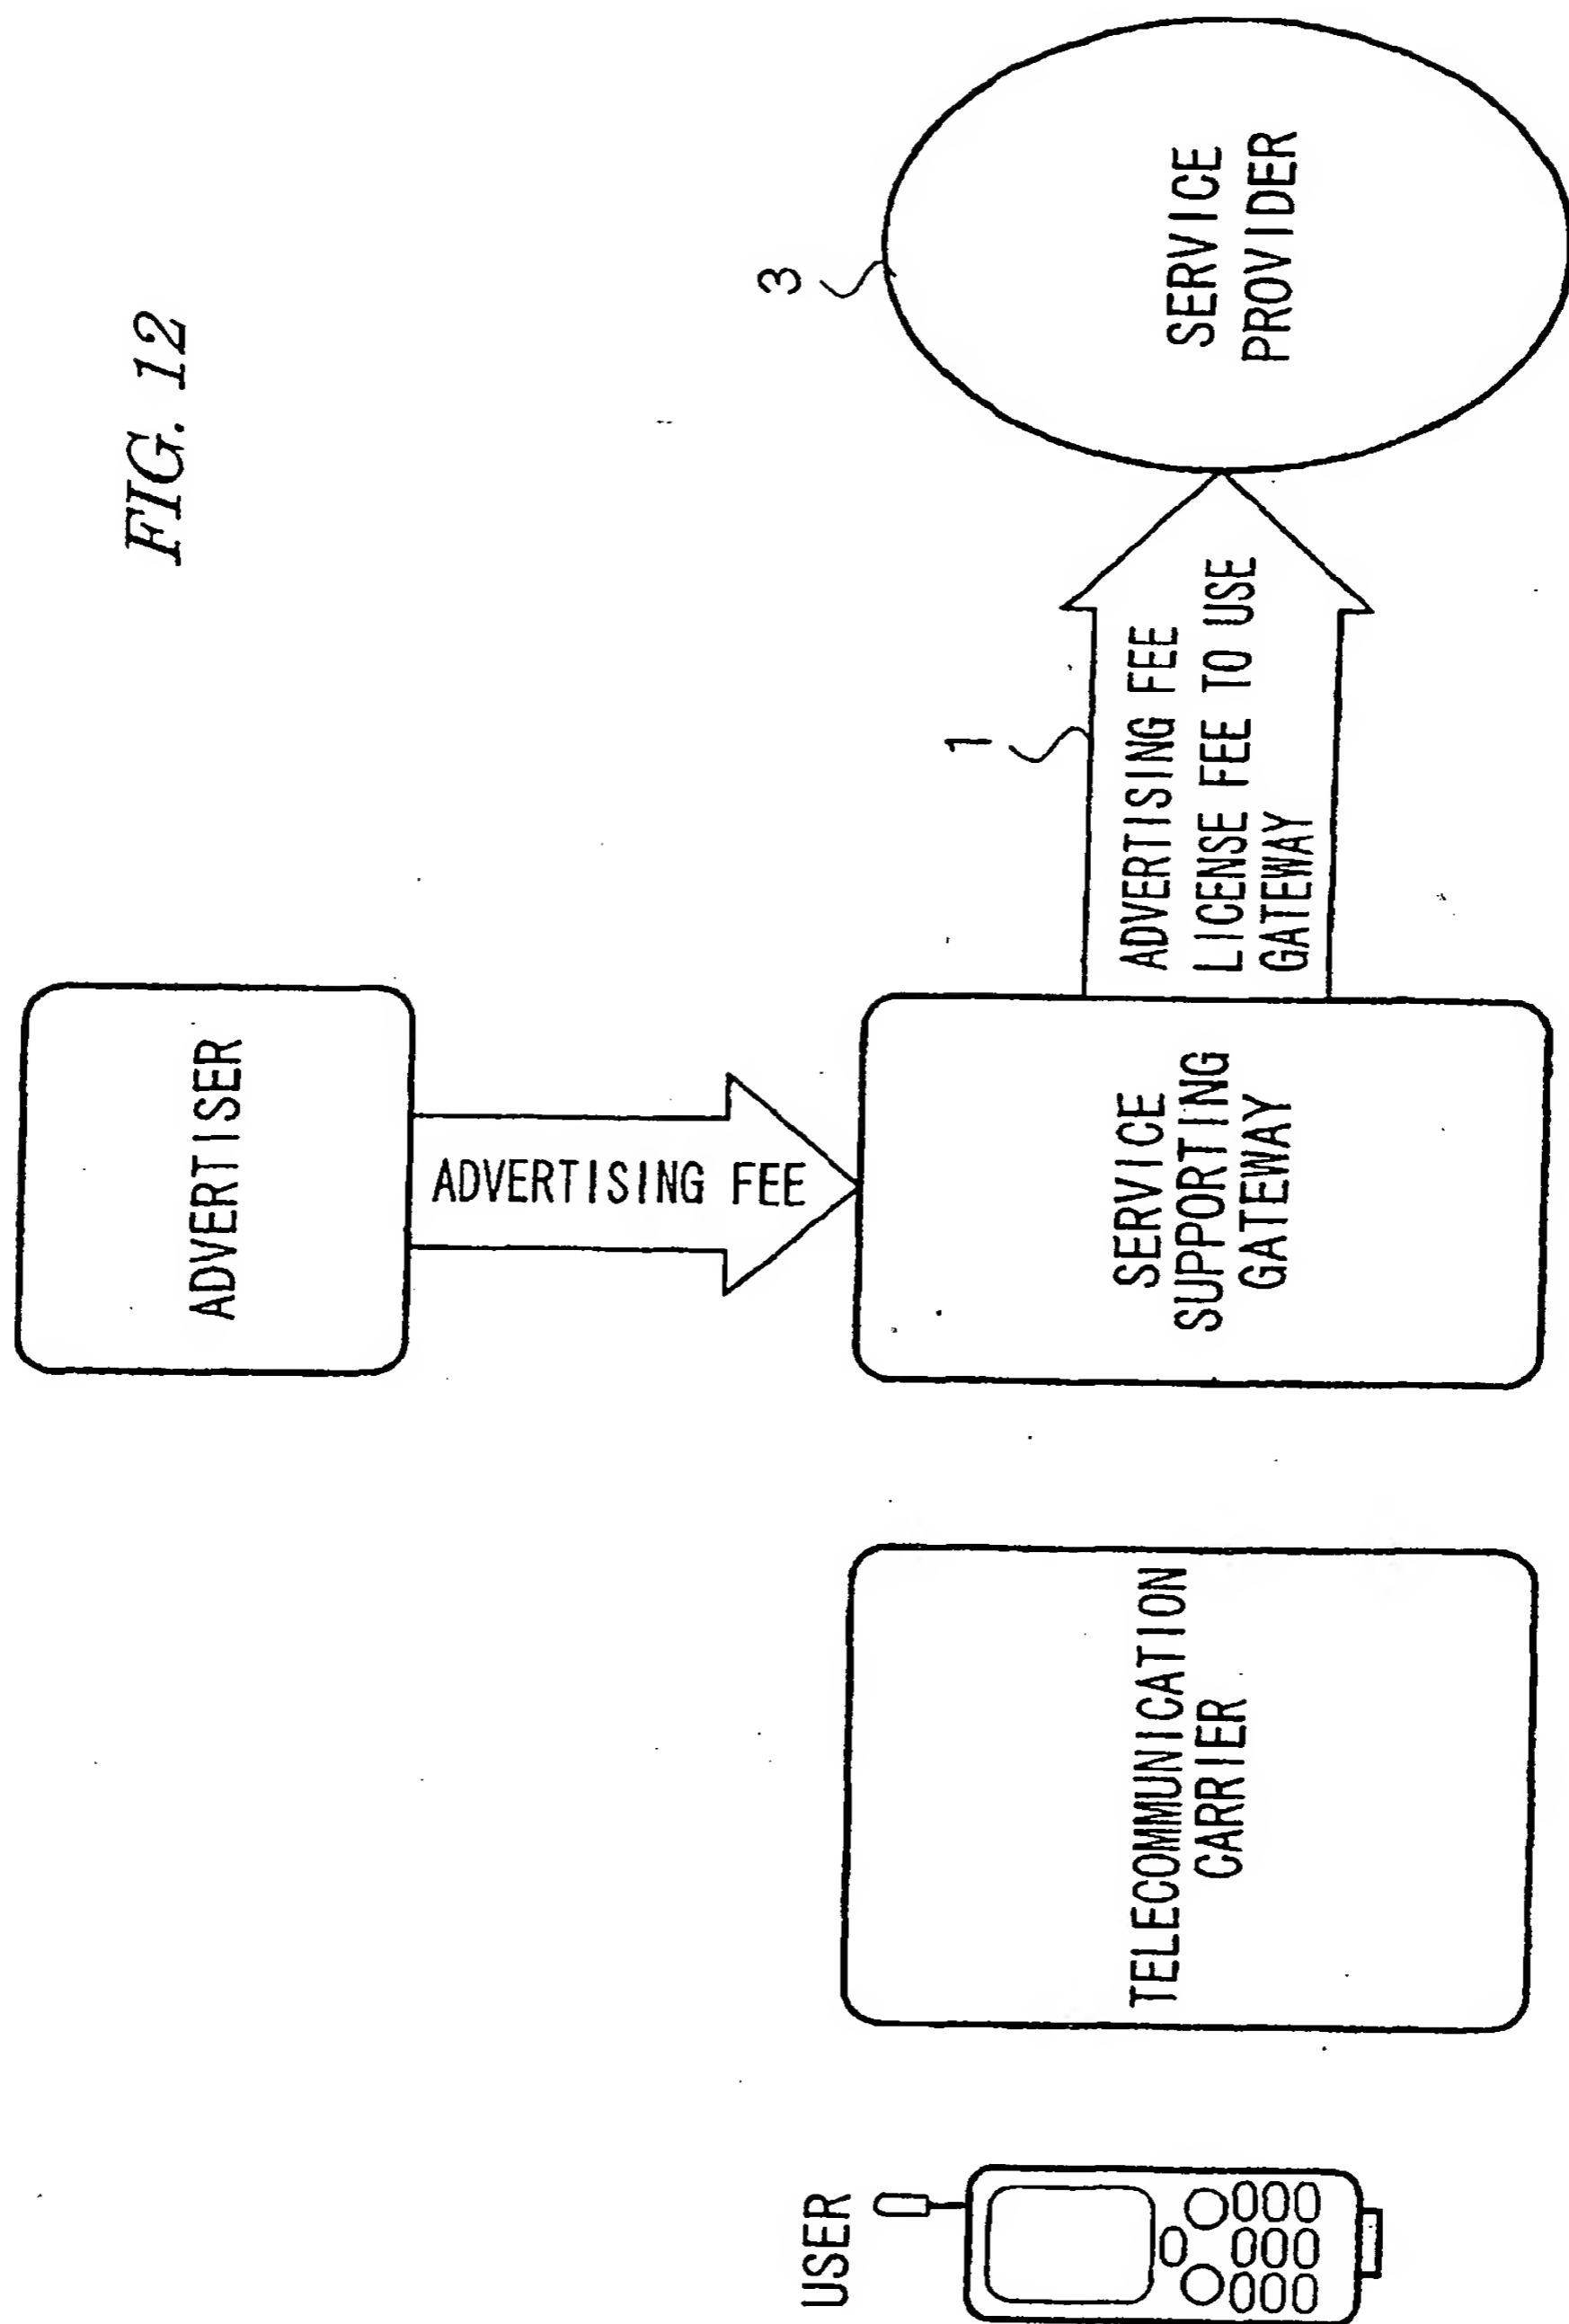 FIG. 12
ADVERTISER
ADVERTISING FEE
USER
TELECOMMUNICATION
CARRIER
SERVICE
SUPPORTING
GATEWAY
1
ADVERTISING FEE
LICENSE FEE TO USE
GATEWAY
3
SERVICE
PROVIDER